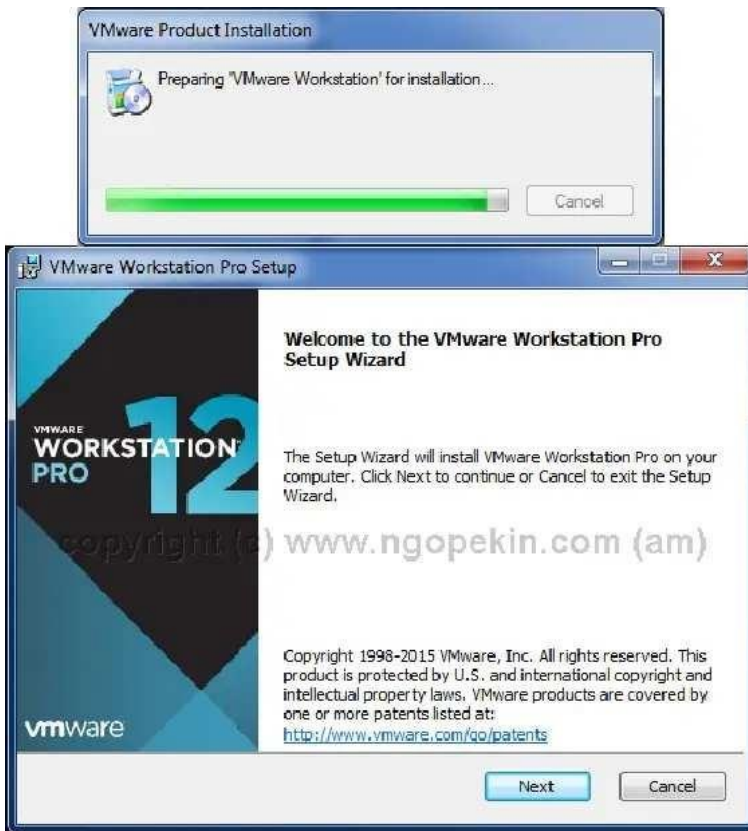 VMware Product Installation
Preparing 'VMware Workstation' for installation...
Cancel
VMware Workstation Pro Setup
VMWARE
WORKSTATION
PRO
12
Welcome to the VMware Workstation Pro
Setup Wizard
The Setup Wizard will install VMware Workstation Pro on your
computer. Click Next to continue or Cancel to exit the Setup
Wizard.
copyright (c) www.ngopekin.com (am)
Copyright 1998-2015 VMware, Inc. All rights reserved. This
product is protected by U.S. and international copyright and
intellectual property laws. VMware products are covered by
one or more patents listed at:
http://www.vmware.com/go/patents
vmware
Next
Cancel